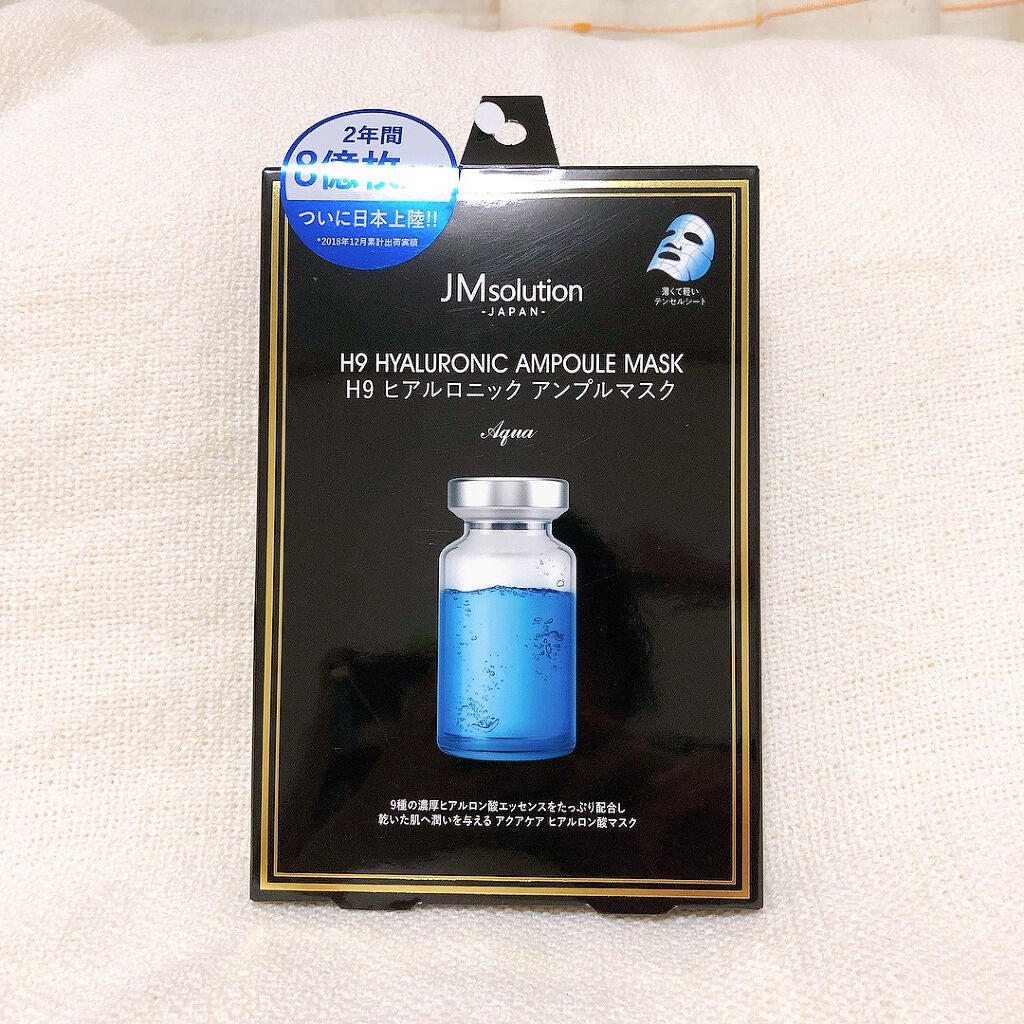 2年間
8億枚
ついに日本上陸!!
*2018年12月累計出荷実績
薄くて軽い
テンセルシート
JMsolution
-JAPAN-
H9 HYALURONIC AMPOULE MASK
H9 ヒアルロニック アンプルマスク
Aqua
9種の濃厚ヒアルロン酸エッセンスをたっぷり配合し
乾いた肌へ潤いを与える アクアケア ヒアルロン酸マスク